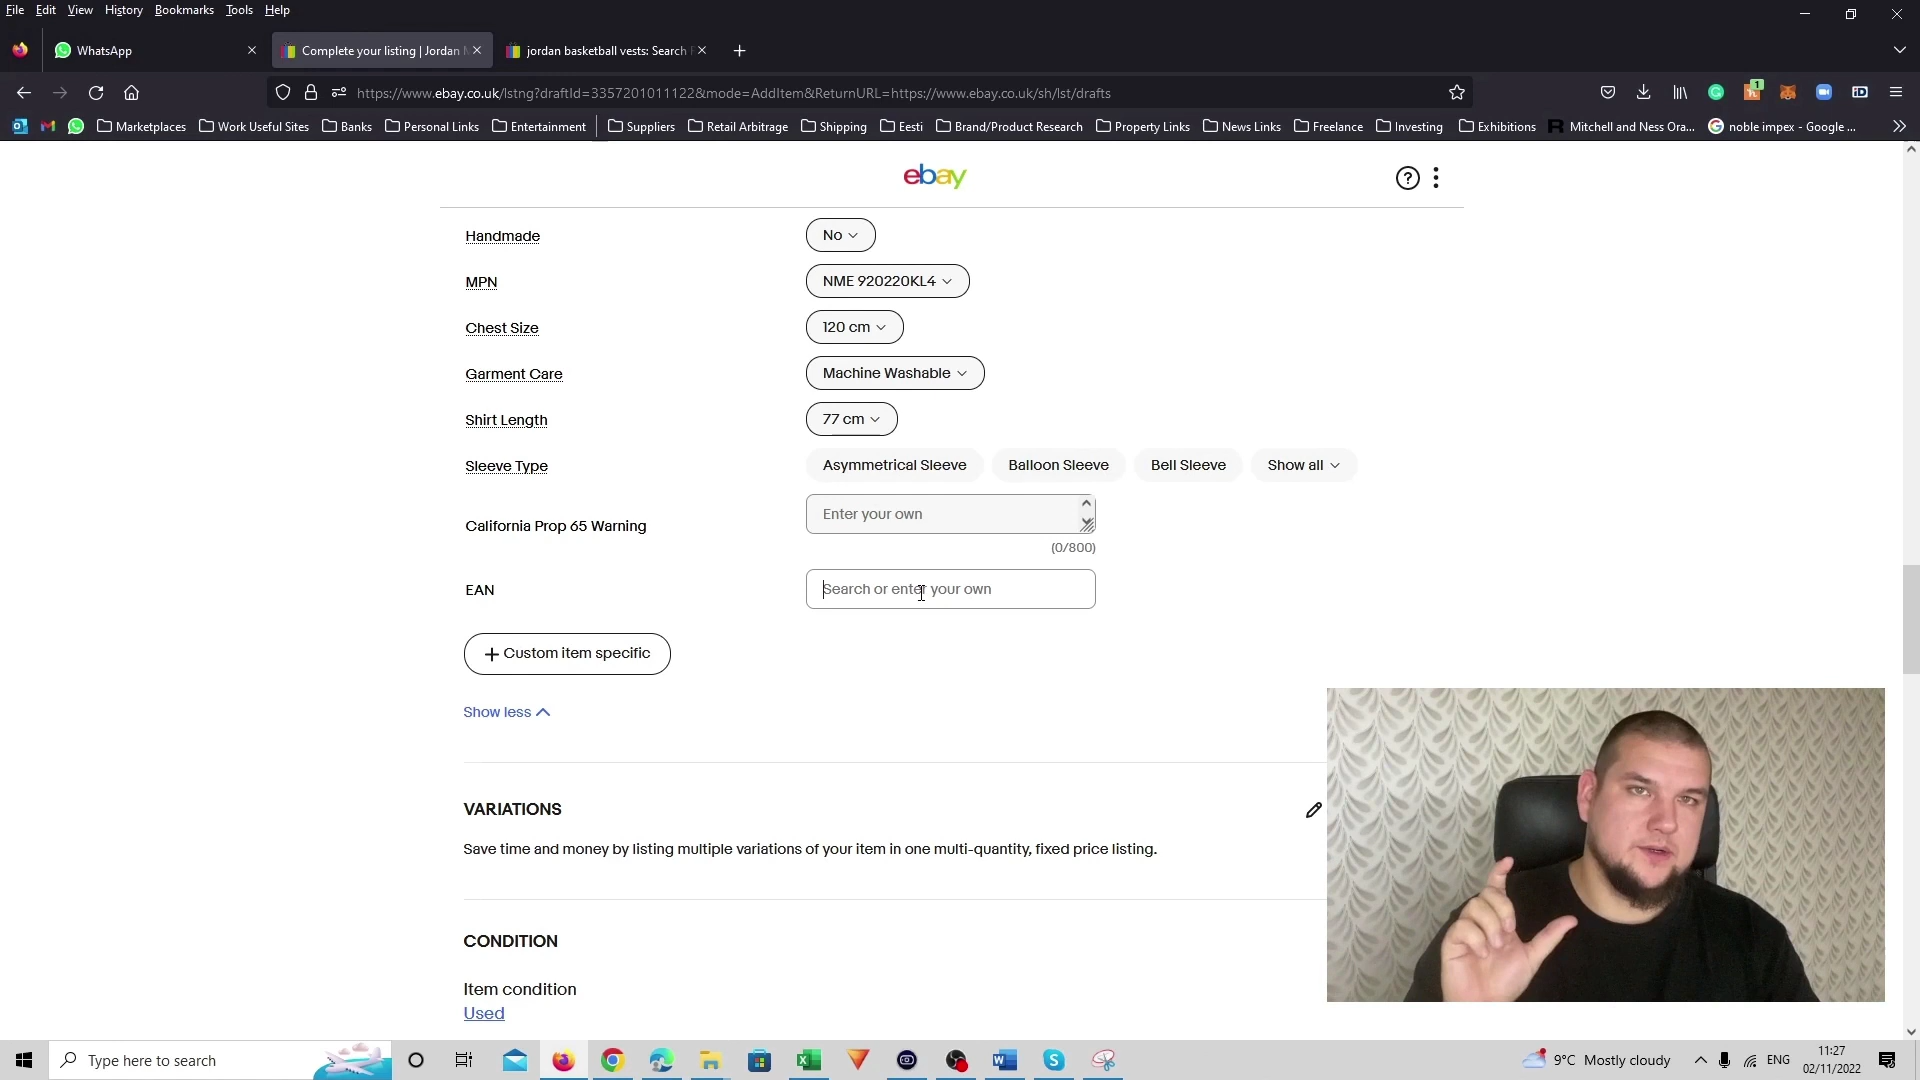 File Edit View History Bookmarks Tools Help
WhatsApp
Complete your listing | Jordan
jordan basketball vests: Search
https://www.ebay.co.uk/lstng?draftId=3357201011122&mode=AddItem&ReturnURL=https://www.ebay.co.uk/sh/lst/drafts
1
Marketplaces Work Useful Sites Banks Personal Links Entertainment Suppliers Retail Arbitrage Shipping Eesti Brand/Product Research Property Links News Links Freelance Investing Exhibitions Mitchell and Ness Ora... noble impex - Google ...
ebay
Handmade No
MPN NME 920220KL4
Chest Size 120 cm
Garment Care Machine Washable
Shirt Length 77 cm
Sleeve Type Asymmetrical Sleeve Balloon Sleeve Bell Sleeve Show all
California Prop 65 Warning Enter your own
(0/800)
EAN Search or enter your own
+ Custom item specific
Show less
VARIATIONS
Save time and money by listing multiple variations of your item in one multi-quantity, fixed price listing.
CONDITION
Item condition
Used
Type here to search
9°C Mostly cloudy
ENG
11:27
02/11/2022